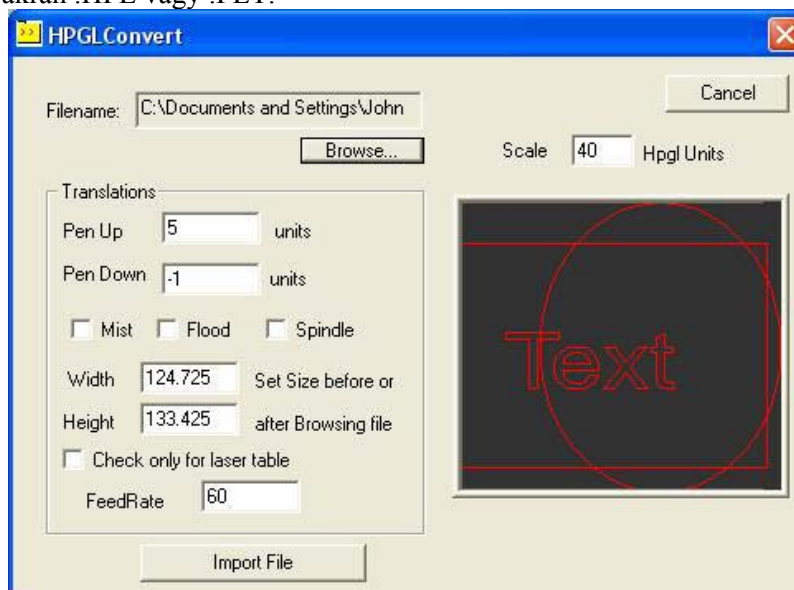 vagy
HPGLConvert
Filename: C:\Documents and Settings\John
Cancel
Browse...
Scale 40 Hpgl Units
Translations
Pen Up 5 units
Pen Down -1 units
Mist Flood Spindle
Width 124.725 Set Size before or
Height 133.425 after Browsing file
Check only for laser table
FeedRate 60
Text
Import File